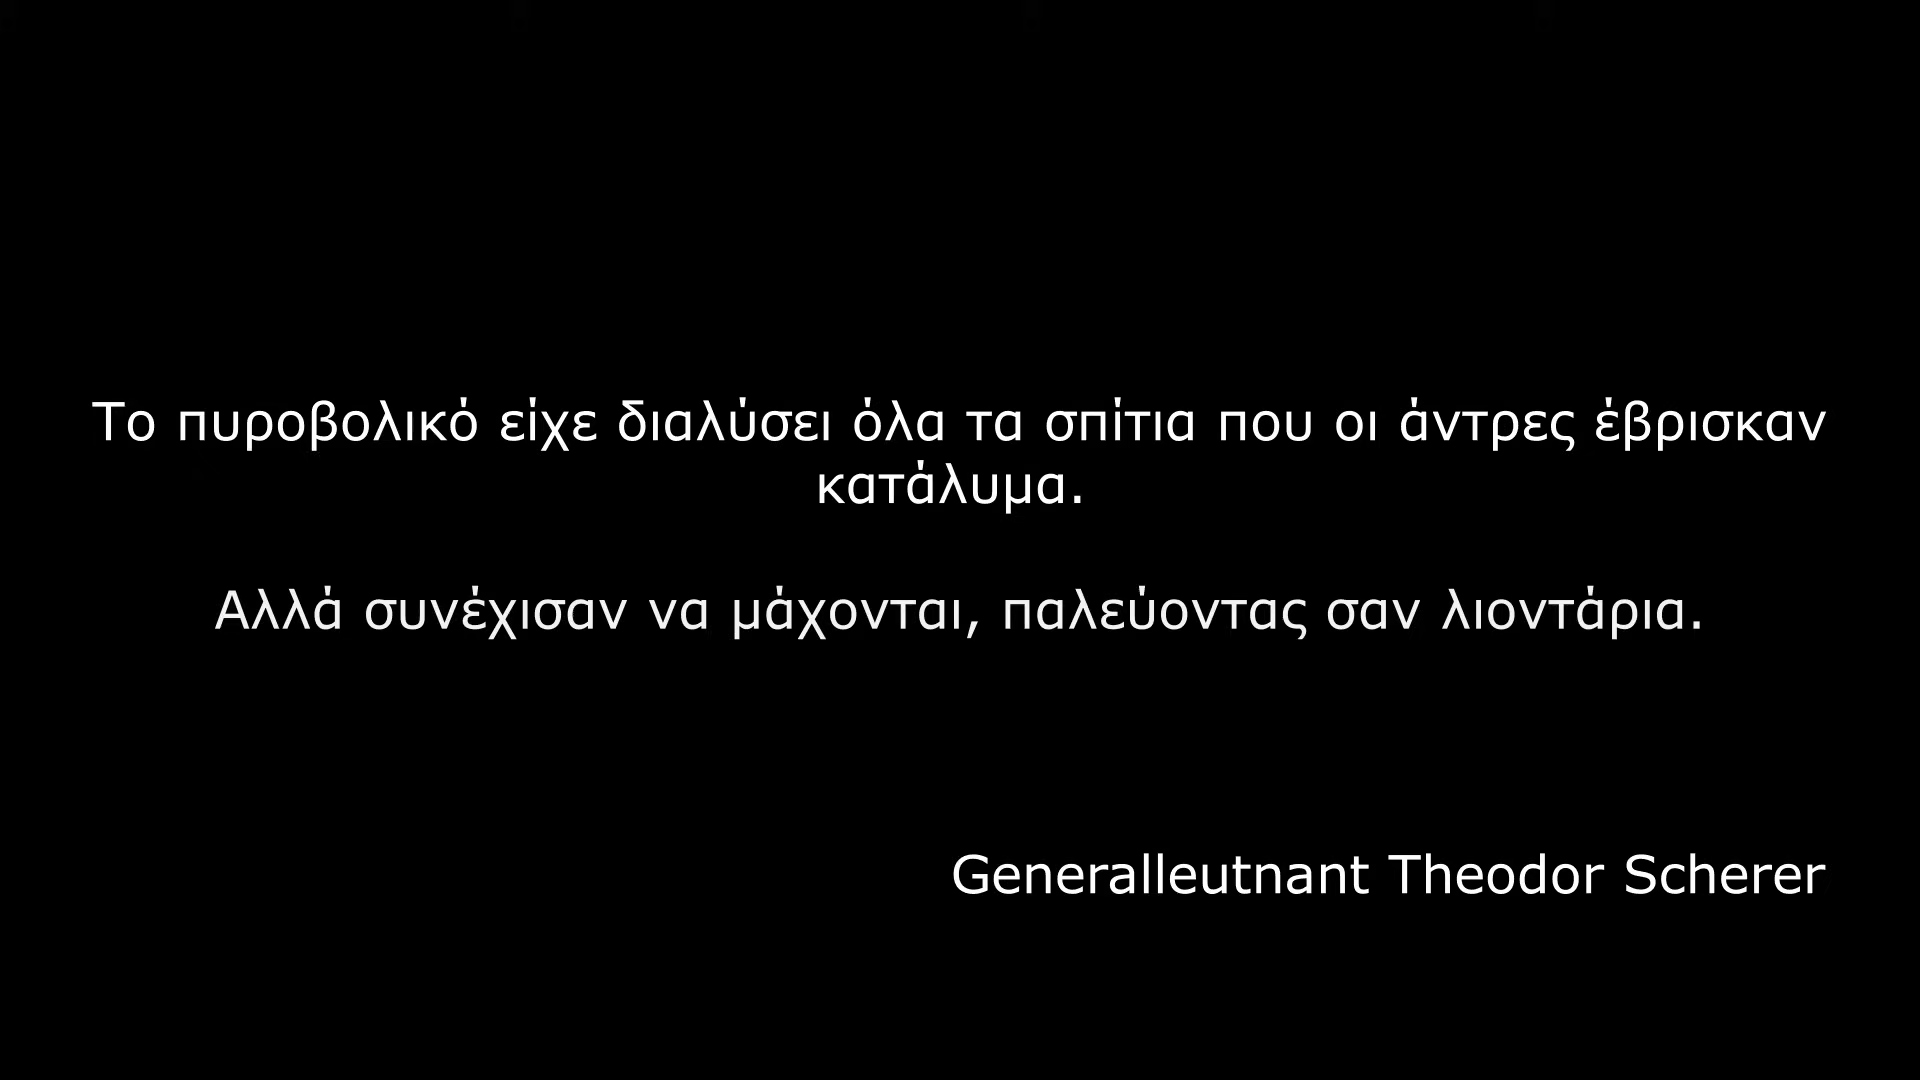 Το πυροβολικό είχε διαλύσει όλα τα σπίτια που οι άντρες έβρισκαν
κατάλυμα.
Αλλά συνέχισαν να μάχονται, παλεύοντας σαν λιοντάρια.
Generalleutnant Theodor Scherer